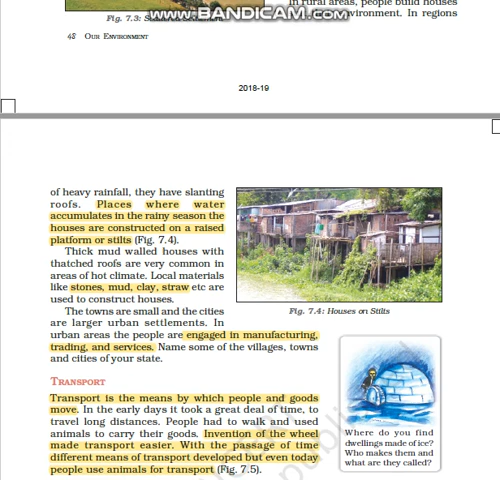 in rural areas, people build houses
environment. In regions
Fig. 7.3:
WWW.BANDICAM.COM
48 OUR ENVIRONMENT
2018-19
of heavy rainfall, they have slanting
roofs. Places where water
accumulates in the rainy season the
houses are constructed on a raised
platform or stilts (Fig. 7.4).
Thick mud walled houses with
thatched roofs are very common in
areas of hot climate. Local materials
like stones, mud, clay, straw etc are
used to construct houses.
The towns are small and the cities
are larger urban settlements. In
urban areas the people are engaged in manufacturing,
trading, and services. Name some of the villages, towns
and cities of your state.
Fig. 7.4: Houses on Stilts
TRANSPORT
Transport is the means by which people and goods
move. In the early days it took a great deal of time, to
travel long distances. People had to walk and used
animals to carry their goods. Invention of the wheel
made transport easier. With the passage of time
different means of transport developed but even today
people use animals for transport (Fig. 7.5).
Where do you find
dwellings made of ice?
Who makes them and
what are they called?